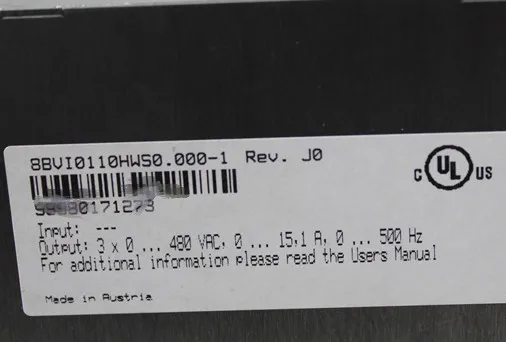 8BVI0110HWS0.000-1 Rev. J0
Input: ---
Output: 3 x 0 ... 480 VAC, 0 ... 15,1 A, 0 ... 500 Hz
For additional information please read the Users Manual
Made in Austria
c UL US